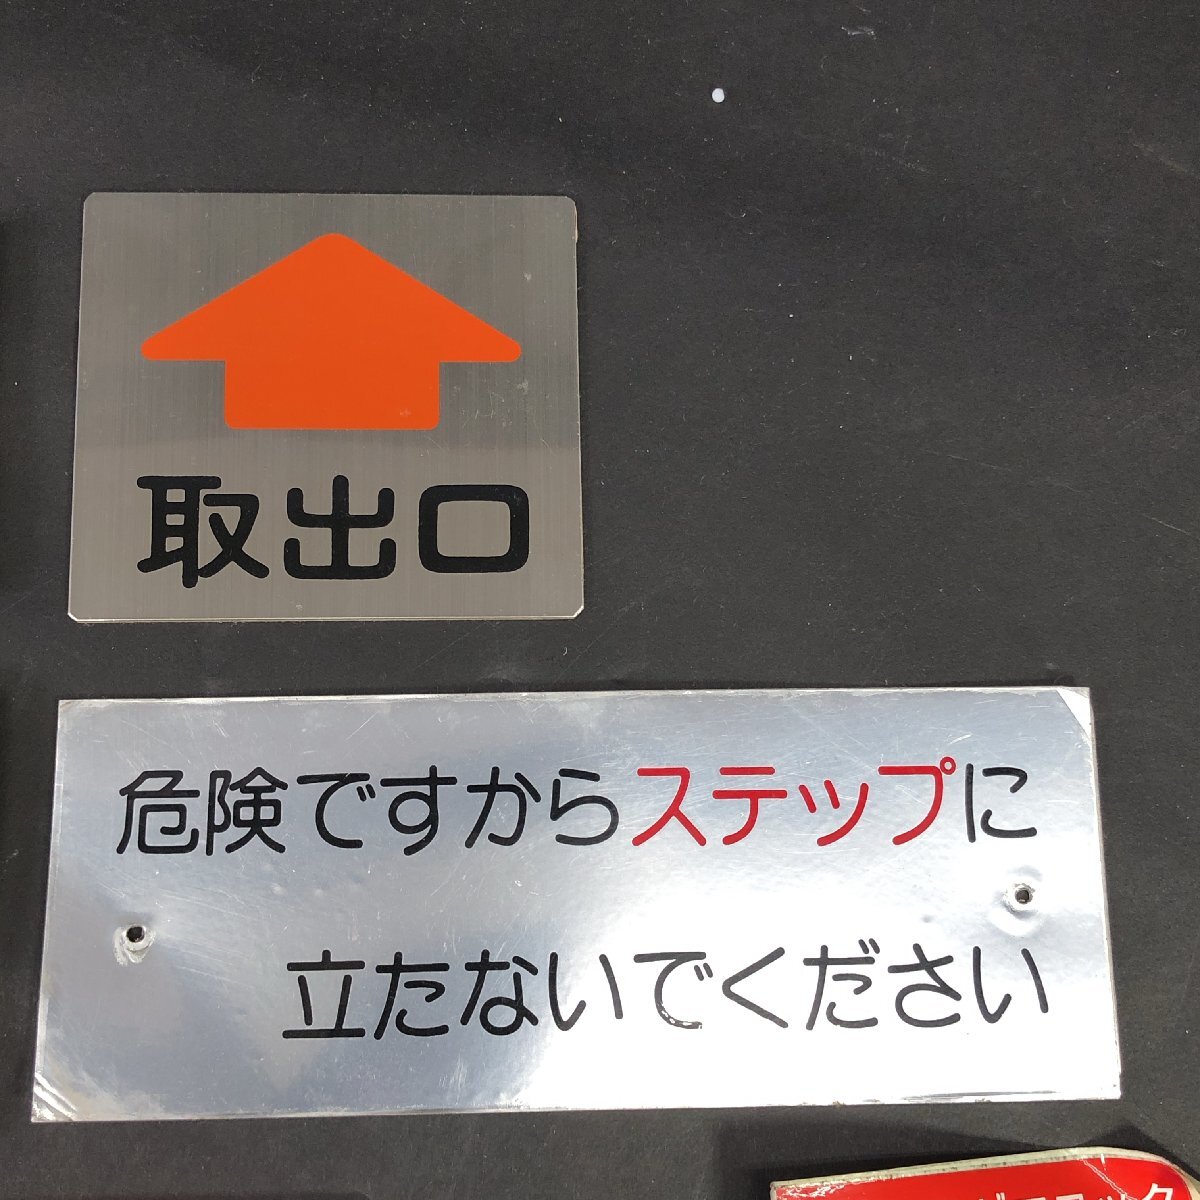 取出口
危険ですからステップに
立たないでください